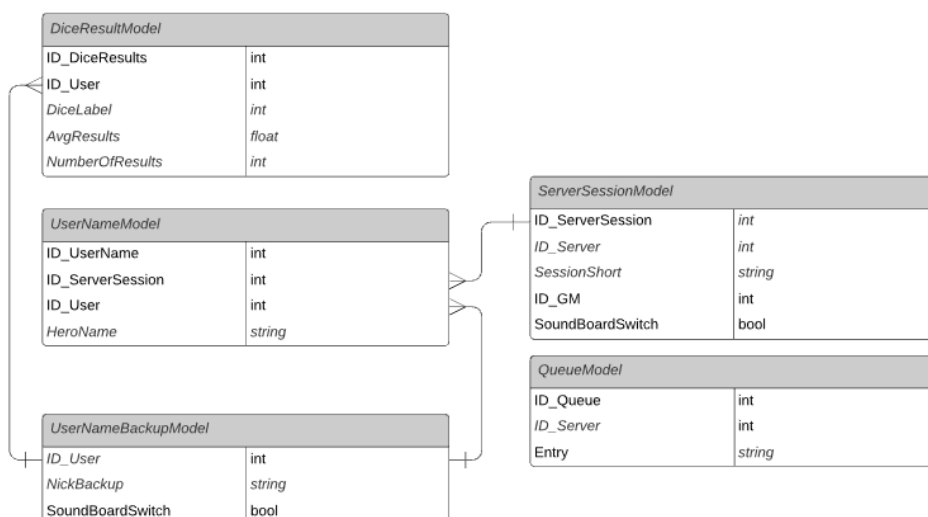 DiceResultModel
ID_DiceResults int
ID_User int
DiceLabel int
AvgResults float
NumberOfResults int
UserNameModel
ID_UserName int
ID_ServerSession int
ID_User int
HeroName string
UserNameBackupModel
ID_User int
NickBackup string
SoundBoardSwitch bool
ServerSessionModel
ID_ServerSession int
ID_Server int
SessionShort string
ID_GM int
SoundBoardSwitch bool
QueueModel
ID_Queue int
ID_Server int
Entry string